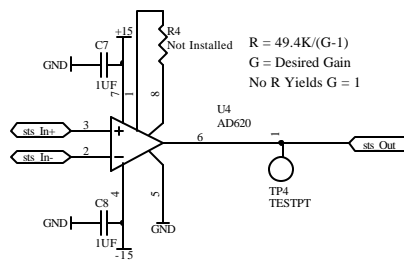 +15
R4
Not Installed
R = 49.4K/(G-1)
G = Desired Gain
No R Yields G = 1
C7
GND
1UF
7
1
8
U4
AD620
sts_In+
3
+
6
1
sts_Out
sts_In-
2
-
TP4
TESTPT
4
5
C8
GND
1UF
GND
-15